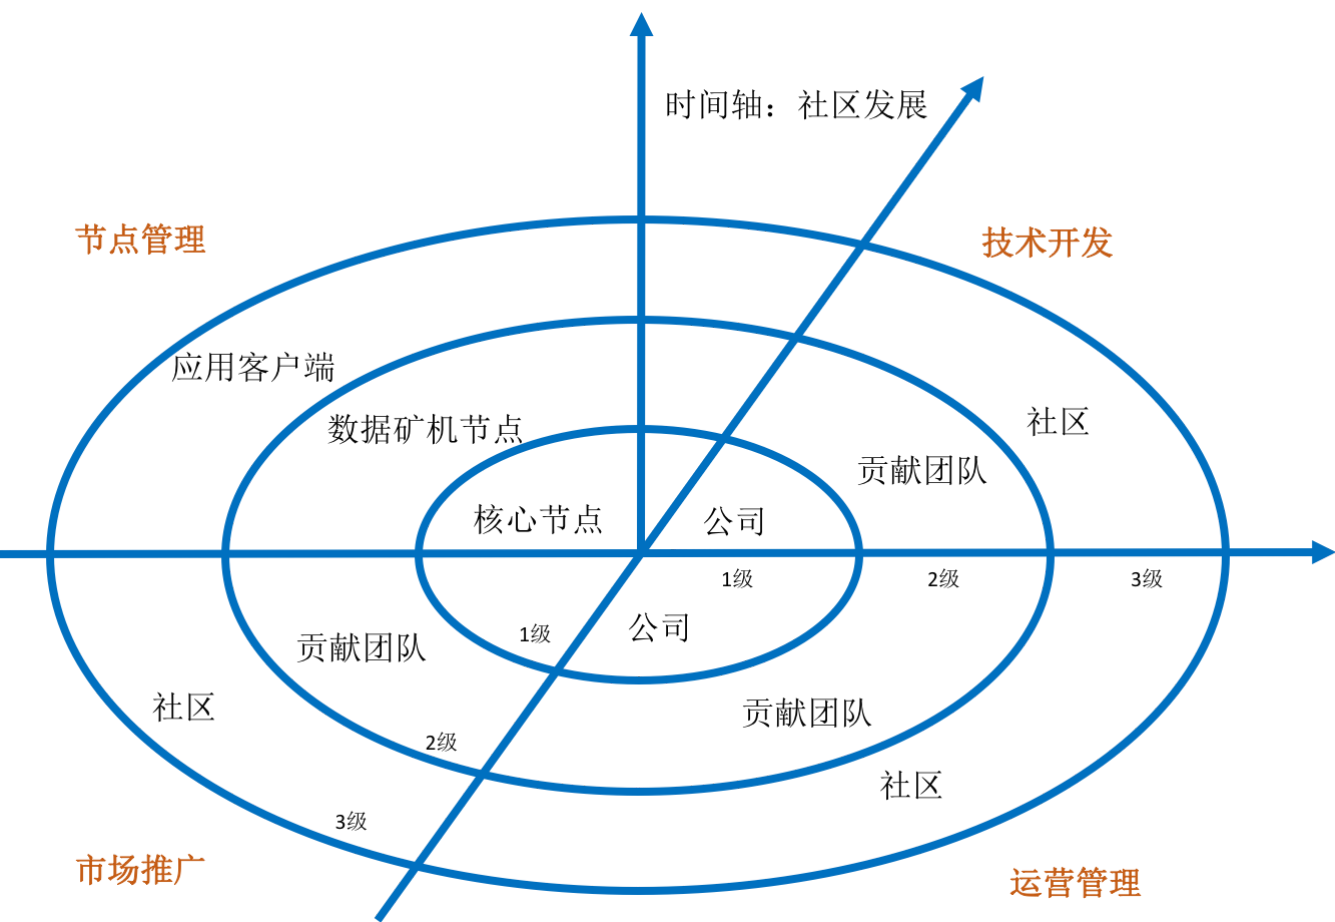 时间轴：社区发展
节点管理
技术开发
应用客户端
社区
数据矿机节点
贡献团队
核心节点
公司
1级
2级
3级
公司
1级
贡献团队
社区
贡献团队
2级
社区
3级
市场推广
运营管理